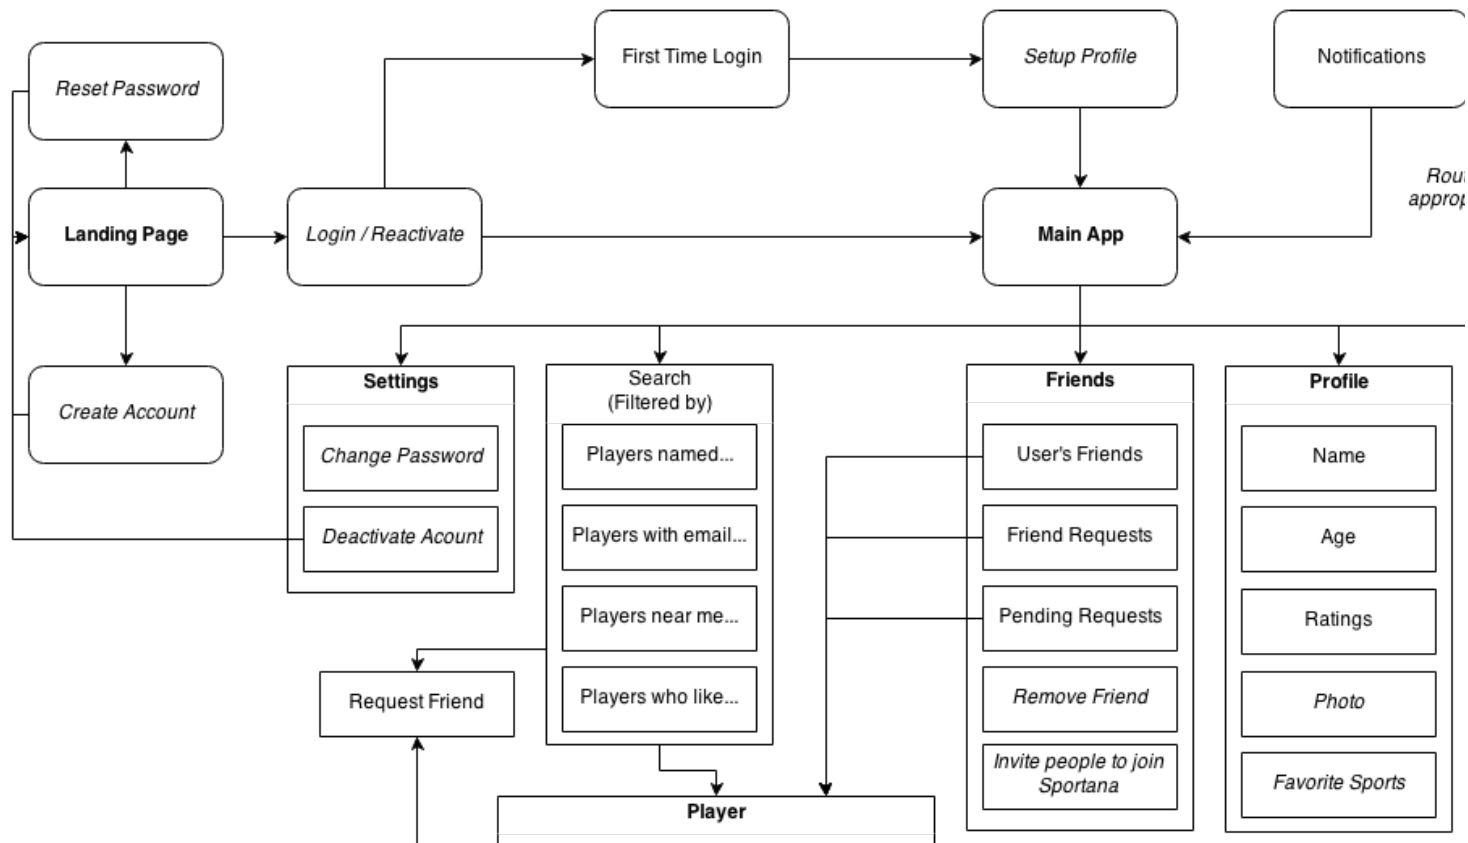 First Time Login
Setup Profile
Notifications
Reset Password
Landing Page
Login / Reactivate
Main App
Create Account
Settings
Change Password
Deactivate Acount
Search
(Filtered by)
Players named...
Players with email...
Players near me...
Players who like...
Friends
User's Friends
Friend Requests
Pending Requests
Remove Friend
Invite people to join
Sportana
Profile
Name
Age
Ratings
Photo
Favorite Sports
Request Friend
Player